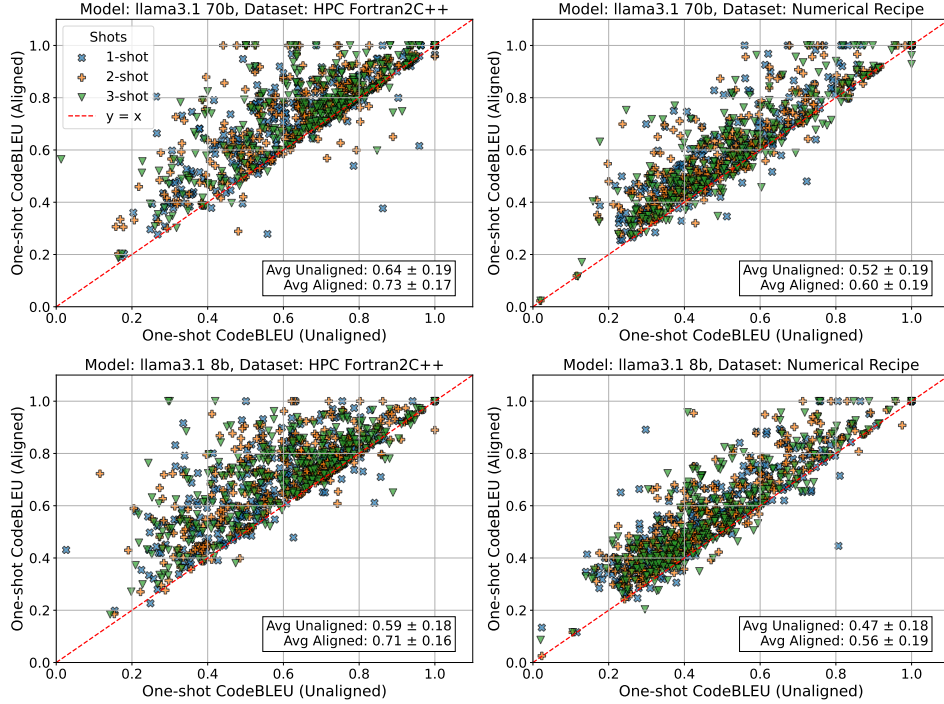 Model: llama3.1 70b, Dataset: HPC Fortran2C++
One-shot CodeBLEU (Aligned)
1.0
0.8
0.6
0.4
0.2
0.0
Shots
1-shot
2-shot
3-shot
y = x
Avg Unaligned: 0.64 ± 0.19
Avg Aligned: 0.73 ± 0.17
0.0 0.2 0.4 0.6 0.8 1.0
One-shot CodeBLEU (Unaligned)
Model: llama3.1 70b, Dataset: Numerical Recipe
One-shot CodeBLEU (Aligned)
1.0
0.8
0.6
0.4
0.2
0.0
Avg Unaligned: 0.52 ± 0.19
Avg Aligned: 0.60 ± 0.19
0.0 0.2 0.4 0.6 0.8 1.0
One-shot CodeBLEU (Unaligned)
Model: llama3.1 8b, Dataset: HPC Fortran2C++
One-shot CodeBLEU (Aligned)
1.0
0.8
0.6
0.4
0.2
0.0
Avg Unaligned: 0.59 ± 0.18
Avg Aligned: 0.71 ± 0.16
0.0 0.2 0.4 0.6 0.8 1.0
One-shot CodeBLEU (Unaligned)
Model: llama3.1 8b, Dataset: Numerical Recipe
One-shot CodeBLEU (Aligned)
1.0
0.8
0.6
0.4
0.2
0.0
Avg Unaligned: 0.47 ± 0.18
Avg Aligned: 0.56 ± 0.19
0.0 0.2 0.4 0.6 0.8 1.0
One-shot CodeBLEU (Unaligned)